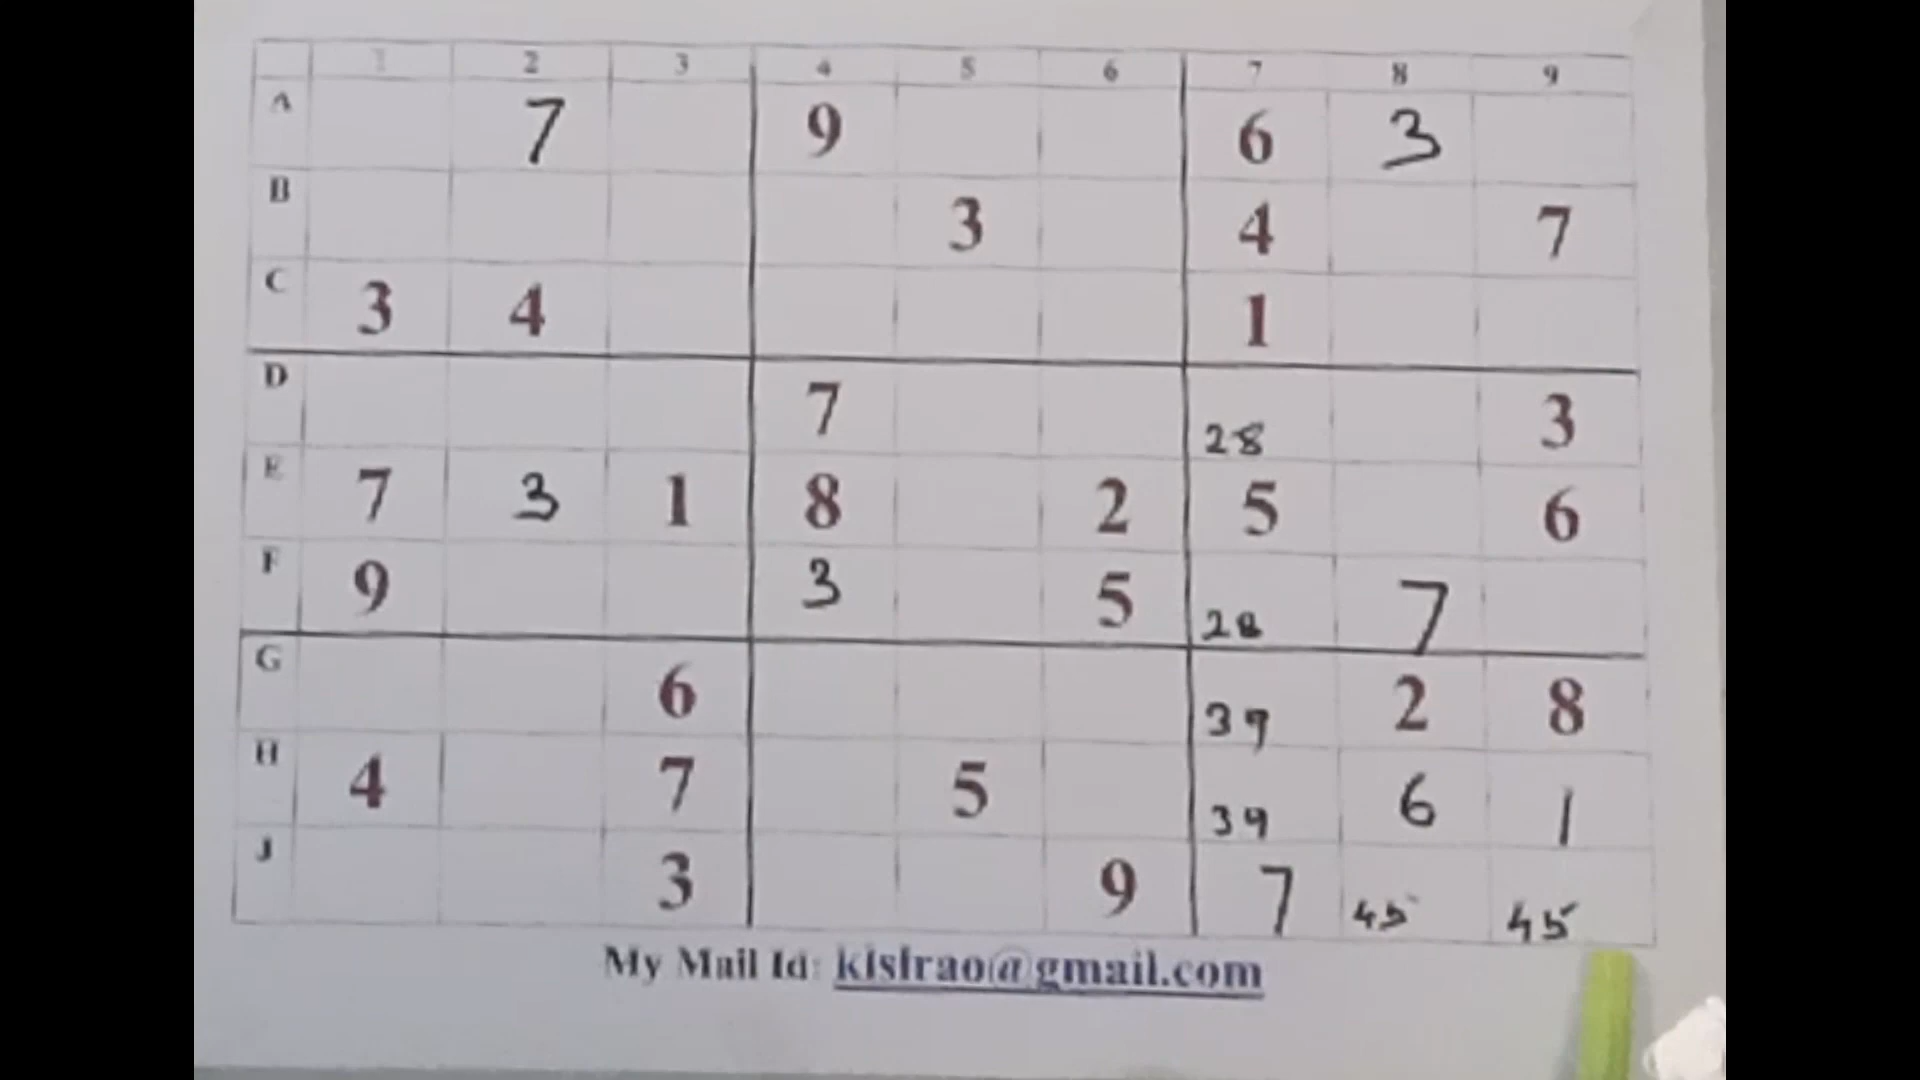 1 2 3 4 5 6 7 8 9
A 7 9 6 3
B 3 4 7
C 3 4 1
D 7 28 3
E 7 3 1 8 2 5 6
F 9 3 5 28 7
G 6 39 2 8
H 4 7 5 39 6 1
J 3 9 7 45 45
My Mail Id: kisfrao@gmail.com